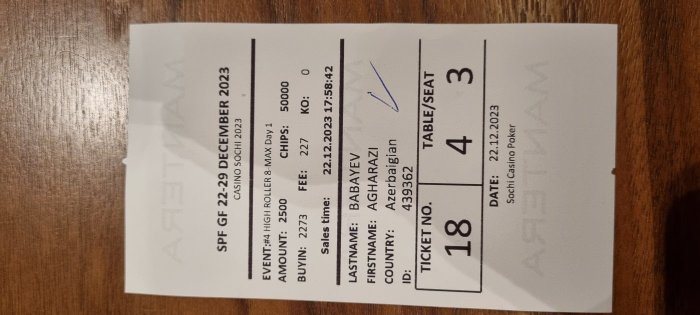 SPF GF 22-29 DECEMBER 2023
CASINO SOCHI 2023
EVENT:#4 HIGH ROLLER 8-MAX Day 1
AMOUNT: 2500 CHIPS: 50000
BUYIN: 2273 FEE: 227 KO: 0
Sales time: 22.12.2023 17:58:42
LASTNAME: BABAYEV
FIRSTNAME: AGHARAZI
COUNTRY: Azerbaigian
ID: 439362
TICKET NO. TABLE/SEAT
18 4 3
DATE: 22.12.2023
Sochi Casino Poker
MANTERA
MANTERA